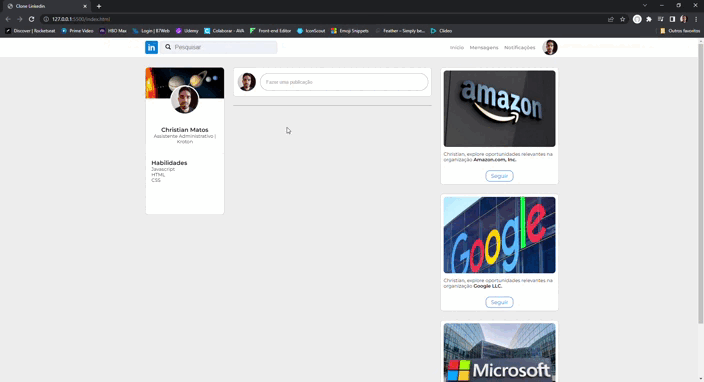 Clone Linkedin
127.0.0.1:5500/index.html
Discover | Rocketseat
Prime Video
HBO Max
Login | B7Web
Udemy
Colaborar - AVA
Front-end Editor
IconScout
Emoji Snippets
Feather – Simply be...
Clideo
Outros favoritos
in
Pesquisar
Início
Mensagens
Notificações
Christian Matos
Assistente Administrativo |
Kroton
Habilidades
Javascript
HTML
CSS
Fazer uma publicação
amazon
Christian, explore oportunidades relevantes na
organização Amazon.com, Inc.
Seguir
Google
Christian, explore oportunidades relevantes na
organização Google LLC.
Seguir
Microsoft